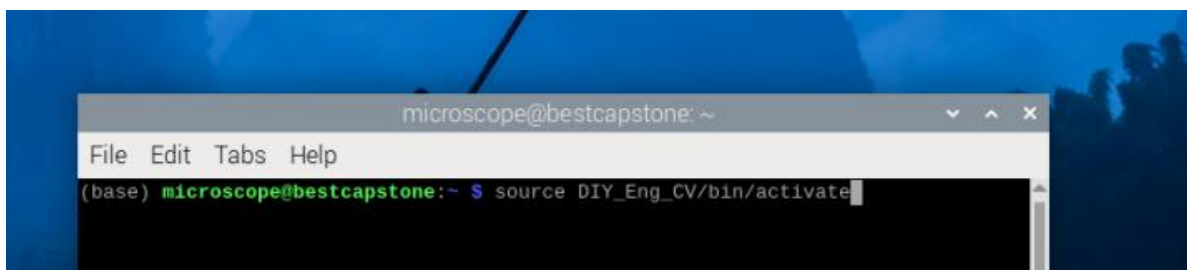 microscope@bestcapstone: ~
File Edit Tabs Help
(base) microscope@bestcapstone:~ $ source DIY_Eng_CV/bin/activate